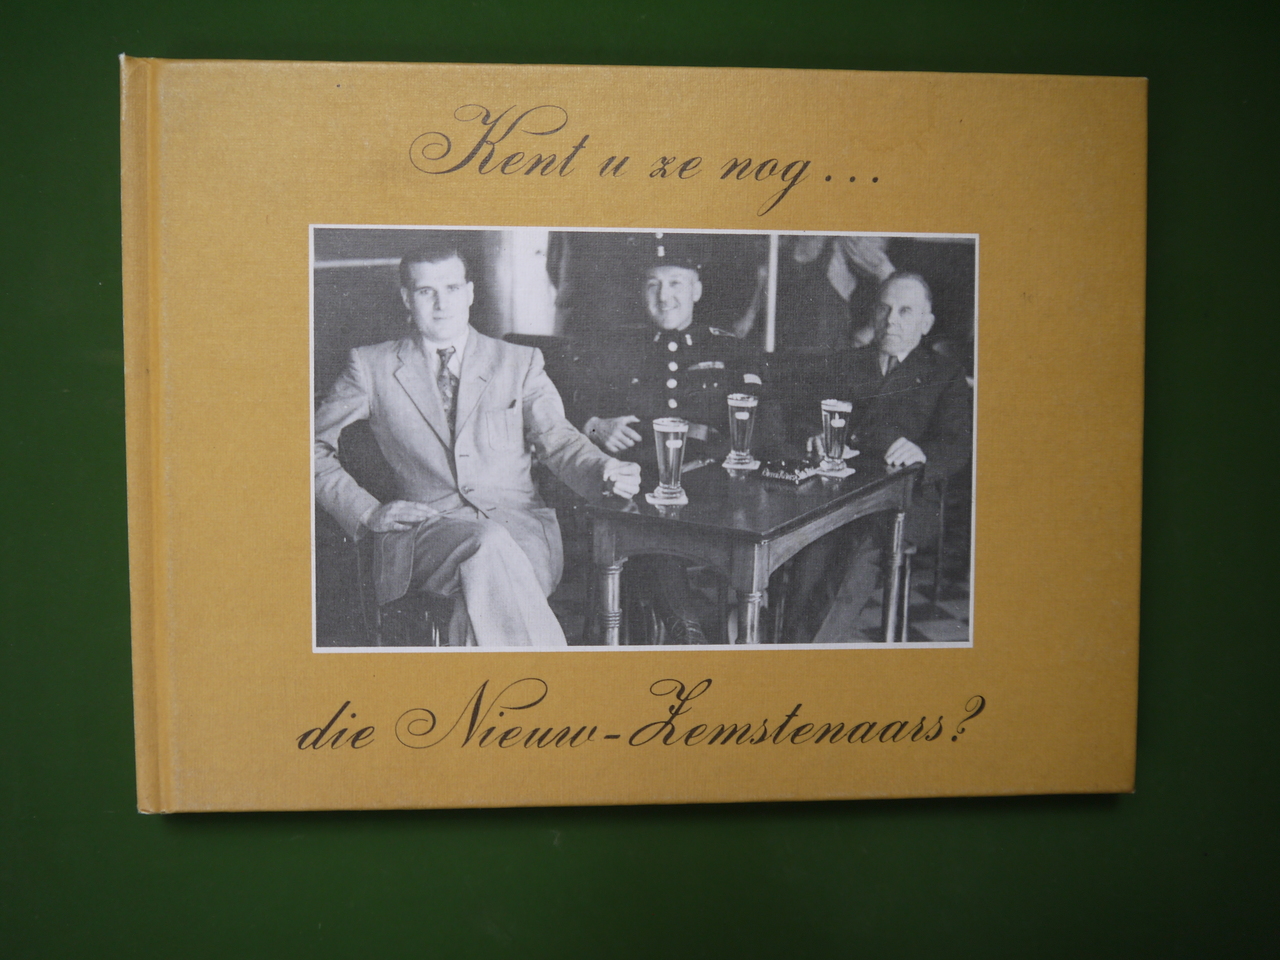 Kent u ze nog...
die Nieuw-Zemstenaars?